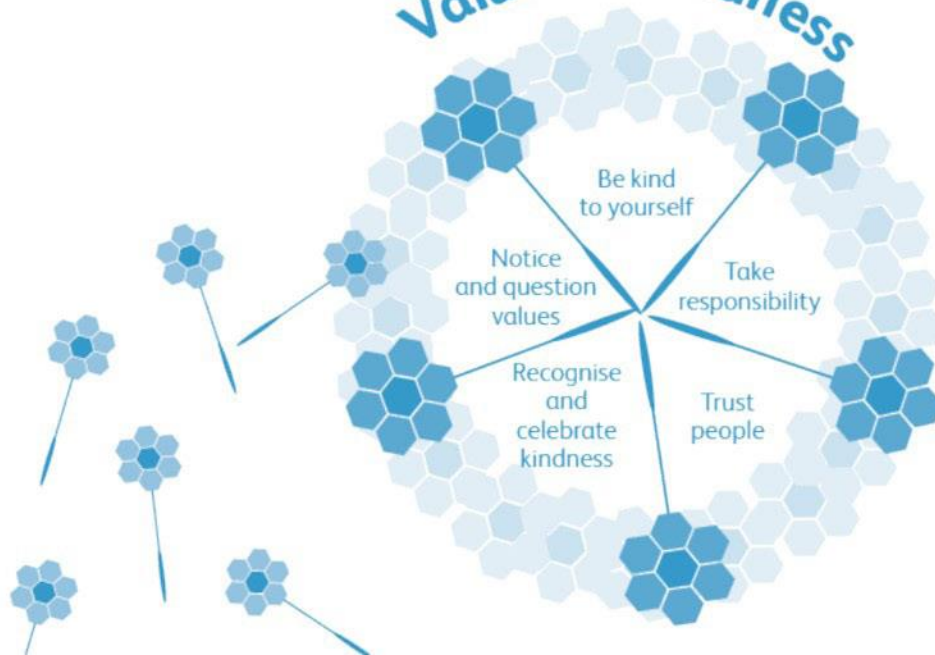 Be kind
to yourself
Notice
and question
values
Take
responsibility
Recognise
and
celebrate
kindness
Trust
people